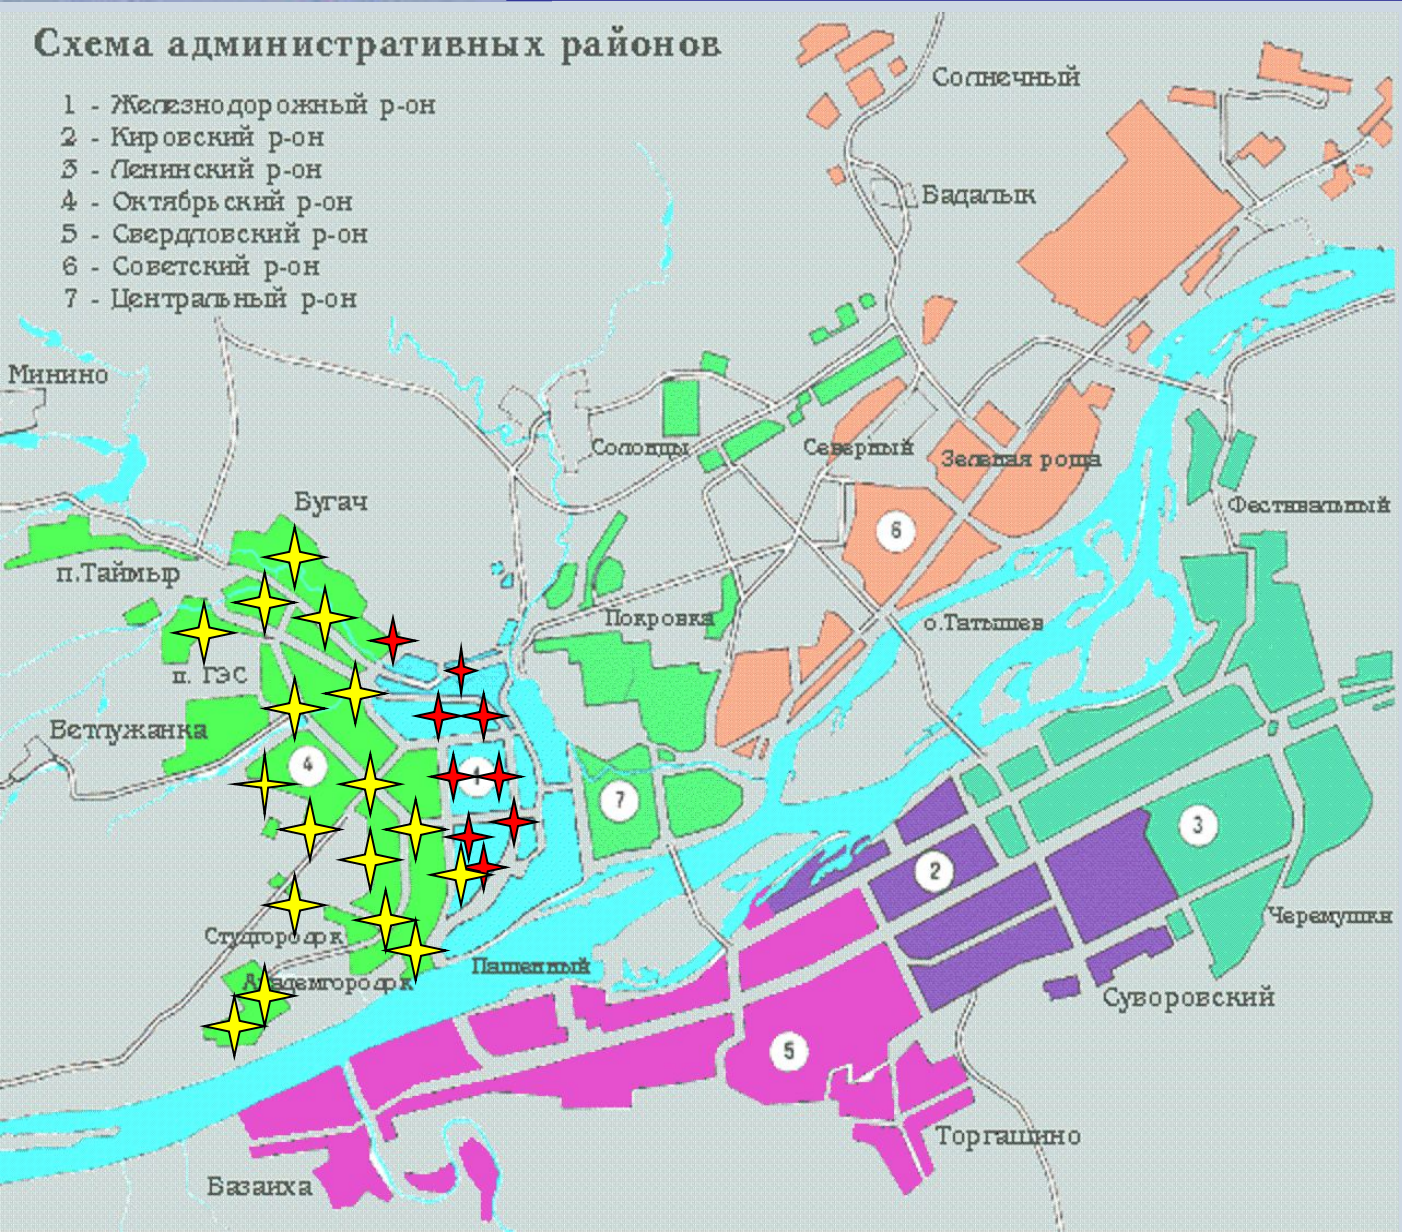 Схема административных районов
1 - Железнодорожный р-он
2 - Кировский р-он
3 - Ленинский р-он
4 - Октябрьский р-он
5 - Свердловский р-он
6 - Советский р-он
7 - Центральный р-он
Солнечный
Бадалык
Минино
Солонцы
Северный
Зеленая роща
Бугач
Фестивальный
6
п.Таймыр
Покровка
о.Татышев
п. ГЭС
Ветлужанка
4
1
7
3
2
Черемушки
Студгородок
Пашенный
Академгородок
Суворовский
5
Торгашино
Базаиха